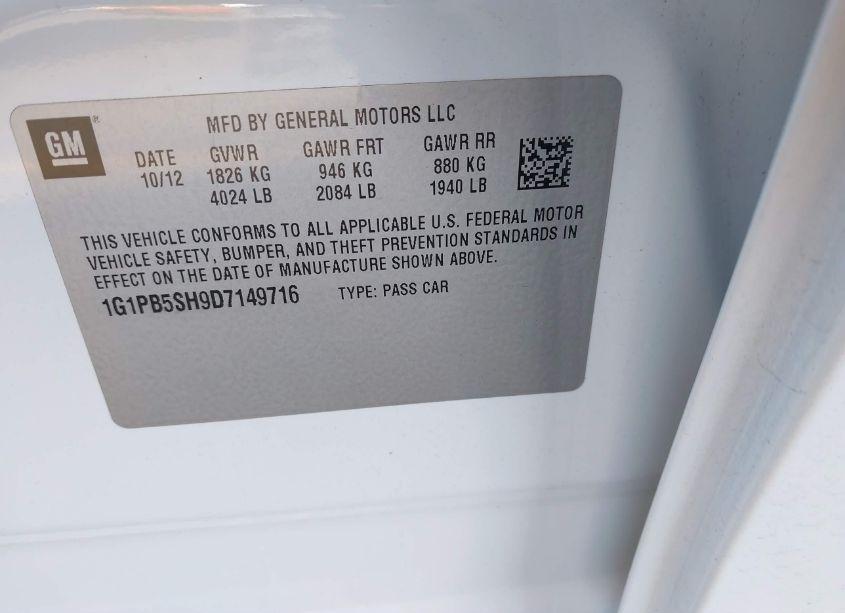 GM
MFD BY GENERAL MOTORS LLC
DATE GVWR GAWR FRT GAWR RR
10/12 1826 KG 946 KG 880 KG
4024 LB 2084 LB 1940 LB
THIS VEHICLE CONFORMS TO ALL APPLICABLE U.S. FEDERAL MOTOR
VEHICLE SAFETY, BUMPER, AND THEFT PREVENTION STANDARDS IN
EFFECT ON THE DATE OF MANUFACTURE SHOWN ABOVE.
1G1PB5SH9D7149716 TYPE: PASS CAR